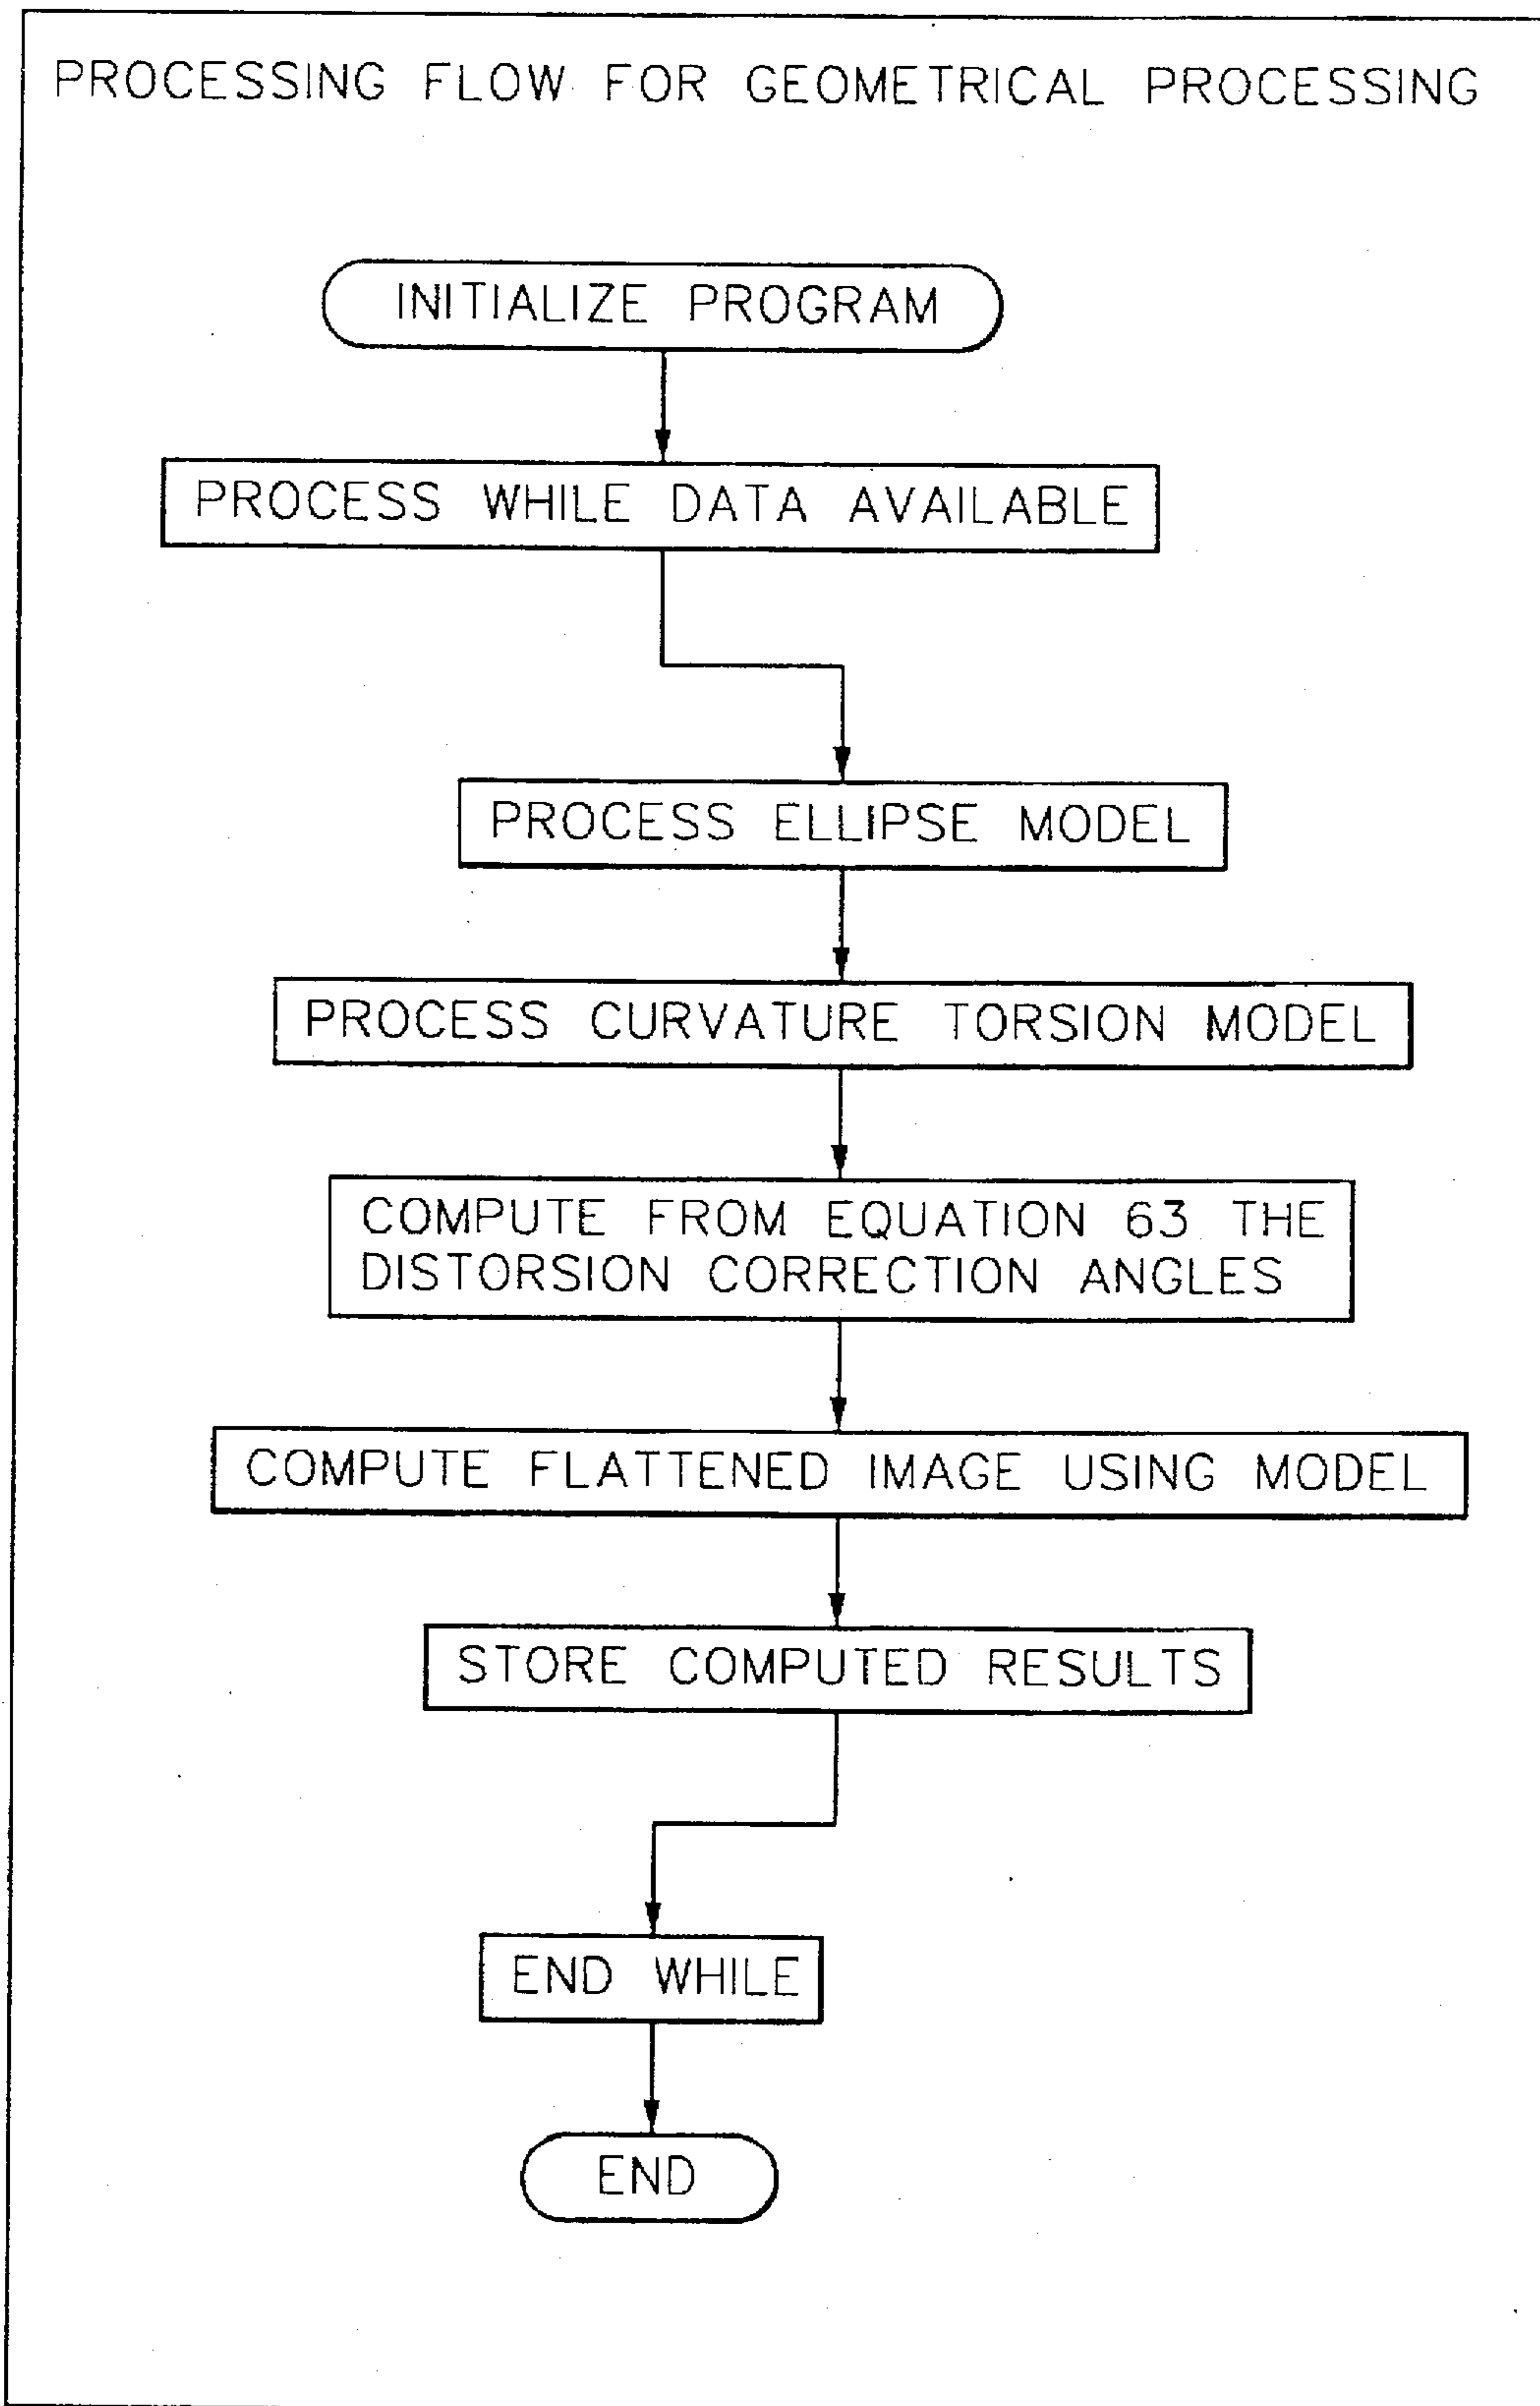 PROCESSING FLOW FOR GEOMETRICAL PROCESSING
INITIALIZE PROGRAM
PROCESS WHILE DATA AVAILABLE
PROCESS ELLIPSE MODEL
PROCESS CURVATURE TORSION MODEL
COMPUTE FROM EQUATION 63 THE
DISTORSION CORRECTION ANGLES
COMPUTE FLATTENED IMAGE USING MODEL
STORE COMPUTED RESULTS
END WHILE
END